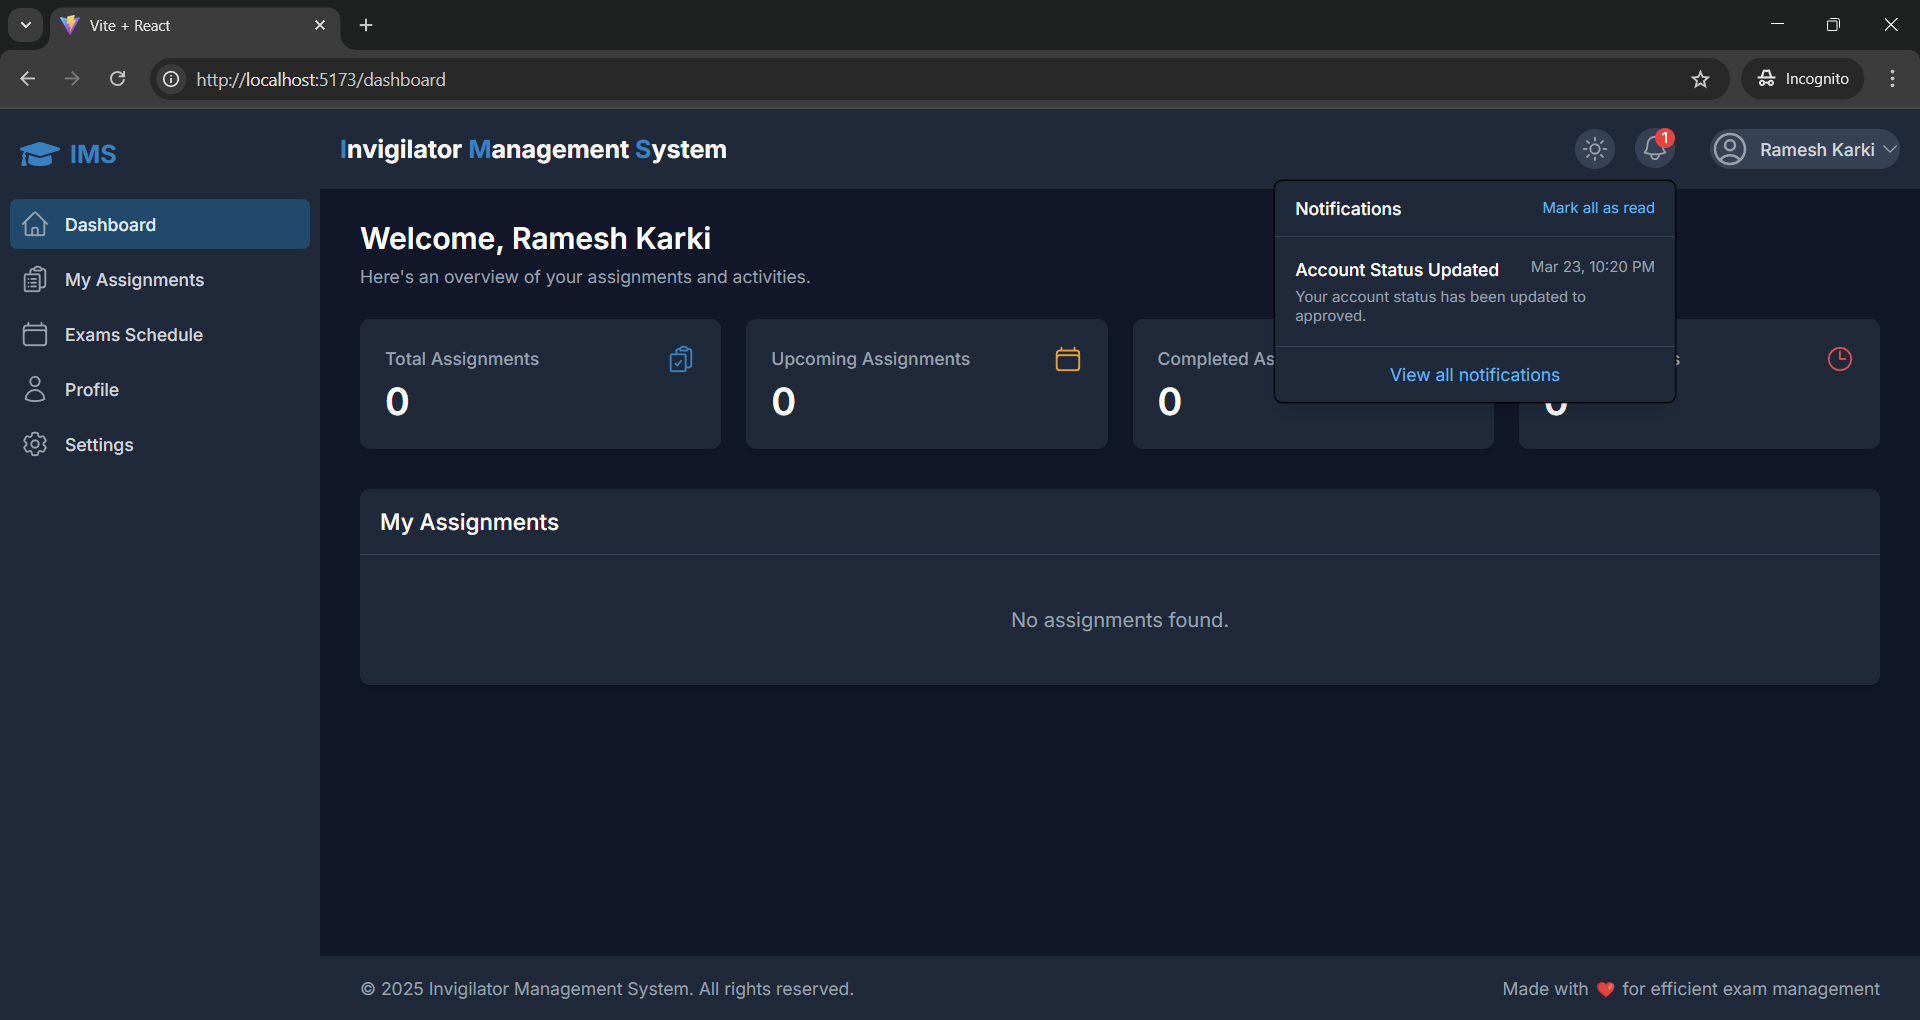 Vite + React
http://localhost:5173/dashboard
Incognito
IMS
Invigilator Management System
1
Ramesh Karki
Dashboard
My Assignments
Exams Schedule
Profile
Settings
Welcome, Ramesh Karki
Here's an overview of your assignments and activities.
Notifications
Mark all as read
Account Status Updated
Mar 23, 10:20 PM
Your account status has been updated to
approved.
View all notifications
Total Assignments
0
Upcoming Assignments
0
Completed As
0
s
0
My Assignments
No assignments found.
© 2025 Invigilator Management System. All rights reserved.
Made with ❤️ for efficient exam management